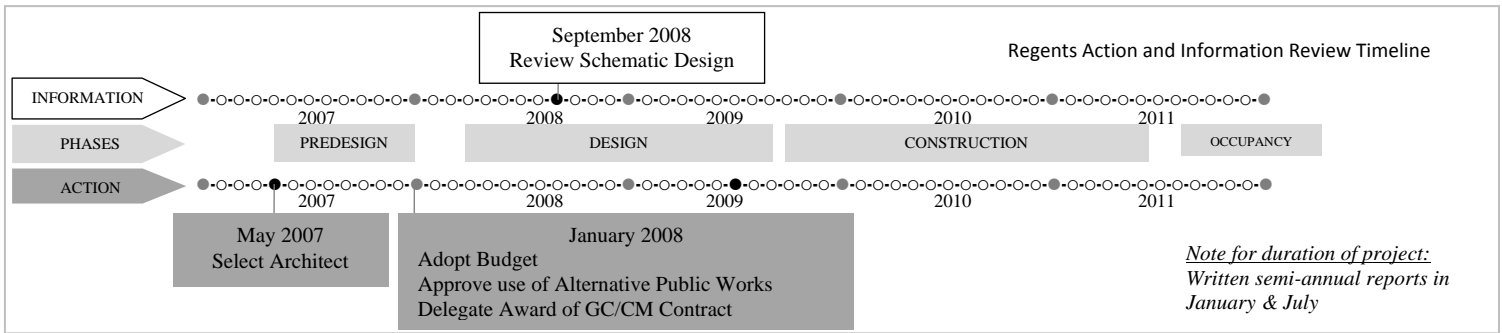 September 2008
Review Schematic Design
Regents Action and Information Review Timeline
INFORMATION
2007 2008 2009 2010 2011
PHASES PREDESIGN DESIGN CONSTRUCTION OCCUPANCY
ACTION
2007 2008 2009 2010 2011
May 2007
Select Architect
January 2008
Adopt Budget
Approve use of Alternative Public Works
Delegate Award of GC/CM Contract
Note for duration of project:
Written semi-annual reports in
January & July